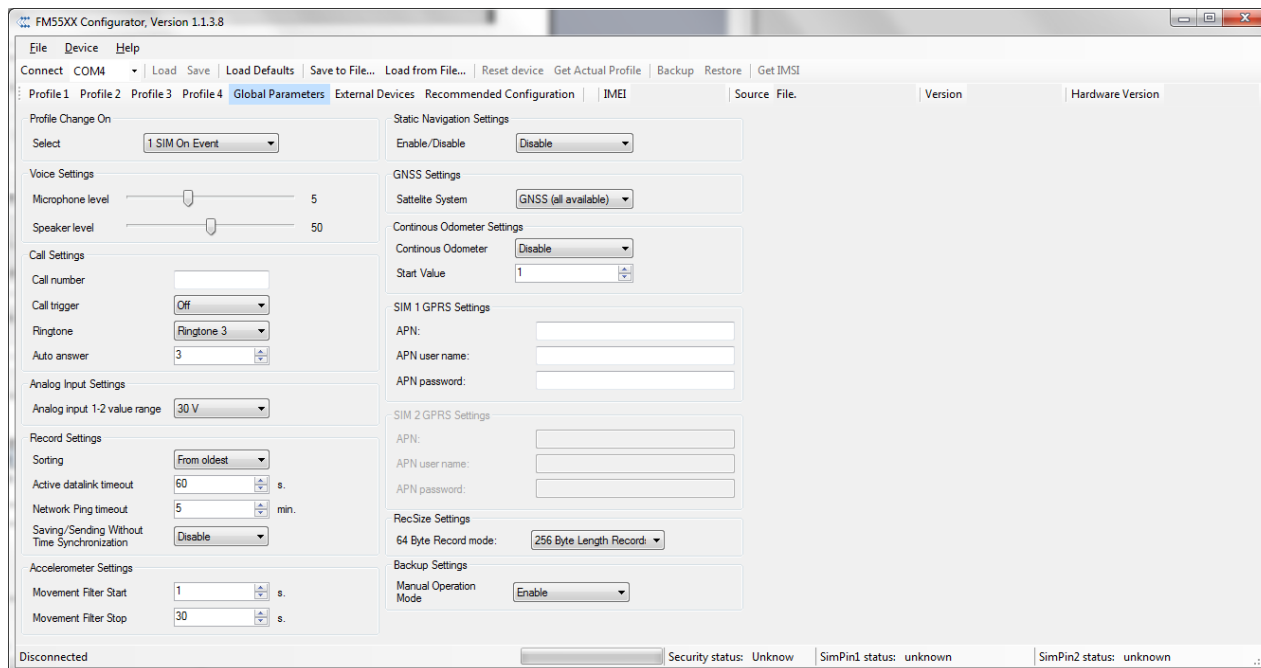 FM55XX Configurator, Version 1.1.3.8
File Device Help
Connect COM4 Load Save Load Defaults Save to File... Load from File... Reset device Get Actual Profile Backup Restore Get IMSI
Profile 1 Profile 2 Profile 3 Profile 4 Global Parameters External Devices Recommended Configuration IMEI Source File. Version Hardware Version
Profile Change On
Select 1 SIM On Event
Voice Settings
Microphone level 5
Speaker level 50
Call Settings
Call number
Call trigger Off
Ringtone Ringtone 3
Auto answer 3
Analog Input Settings
Analog input 1-2 value range 30 V
Record Settings
Sorting From oldest
Active datalink timeout 60 s.
Network Ping timeout 5 min.
Saving/Sending Without
Time Synchronization Disable
Accelerometer Settings
Movement Filter Start 1 s.
Movement Filter Stop 30 s.
Static Navigation Settings
Enable/Disable Disable
GNSS Settings
Sattelite System GNSS (all available)
Continous Odometer Settings
Continous Odometer Disable
Start Value 1
SIM 1 GPRS Settings
APN:
APN user name:
APN password:
SIM 2 GPRS Settings
APN:
APN user name:
APN password:
RecSize Settings
64 Byte Record mode: 256 Byte Length Record
Backup Settings
Manual Operation
Mode Enable
Disconnected Security status: Unknow SimPin1 status: unknown SimPin2 status: unknown